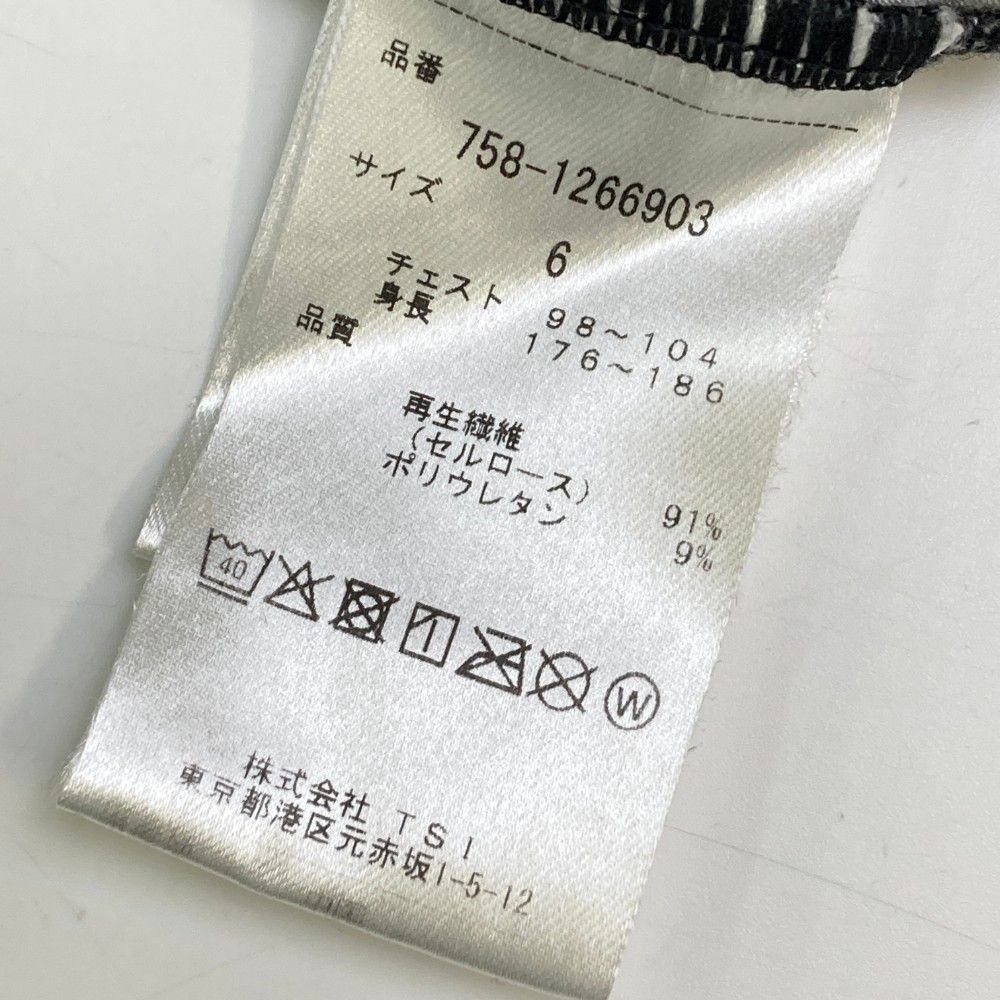 品番
758-1266903
サイズ
6
チェスト 98~104
身長 176~186
品質
再生繊維
(セルロース) 91%
ポリウレタン 9%
40
W
株式会社 TSI
東京都港区元赤坂1-5-12